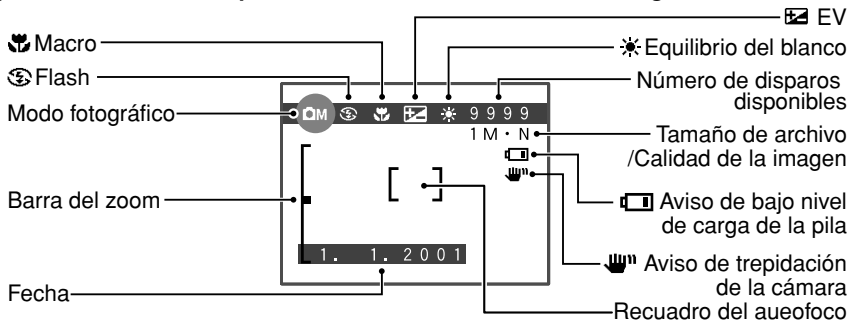 EV
Macro
Equilibrio del blanco
Flash
Número de disparos
disponibles
Modo fotográfico
M 9999
1M·N
Tamaño de archivo
/Calidad de la imagen
Barra del zoom
Aviso de bajo nivel
de carga de la pila
1. 1.2001
Aviso de trepidación
de la cámara
Fecha
Recuadro del aueofoco